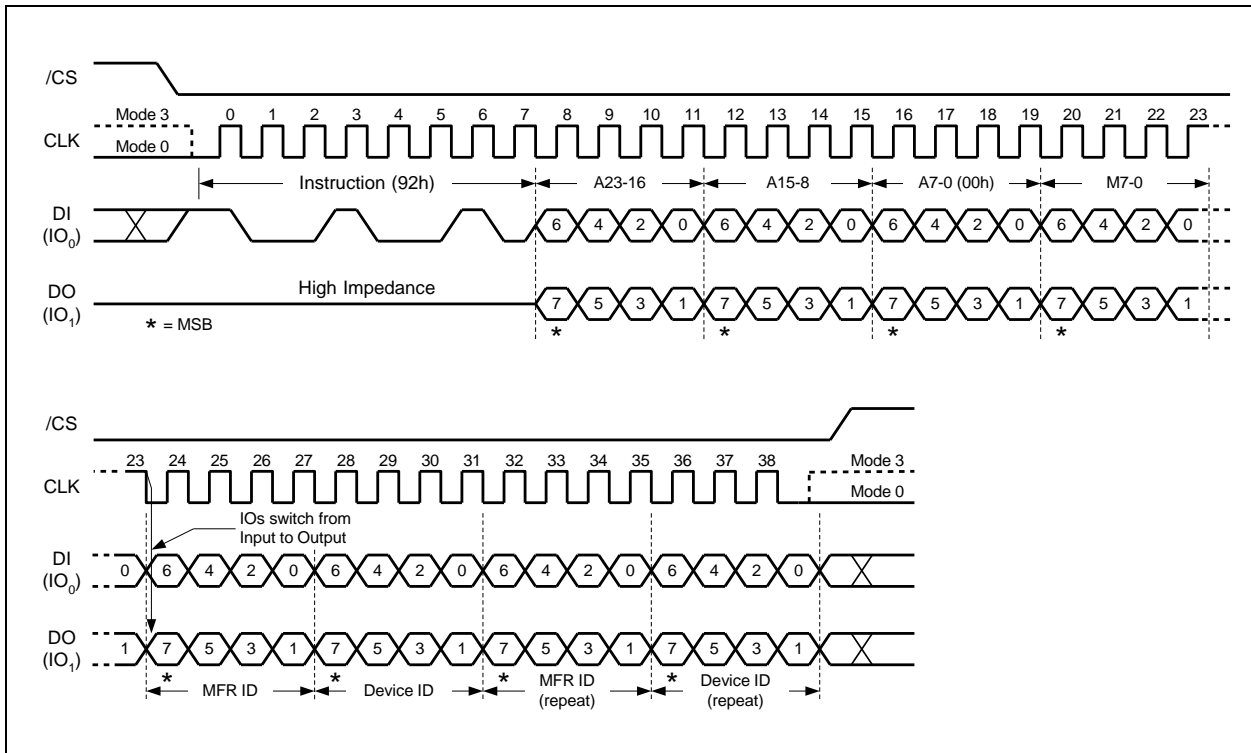 /CS
Mode 3 0 1 2 3 4 5 6 7 8 9 10 11 12 13 14 15 16 17 18 19 20 21 22 23
CLK
Mode 0
Instruction (92h) A23-16 A15-8 A7-0 (00h) M7-0
DI
(IO0)
6 4 2 0 6 4 2 0 6 4 2 0 6 4 2 0
High Impedance
DO
(IO1)
7 5 3 1 7 5 3 1 7 5 3 1 7 5 3 1
* = MSB
* * * *
/CS
23 24 25 26 27 28 29 30 31 32 33 34 35 36 37 38 Mode 3
CLK
Mode 0
IOs switch from
Input to Output
DI
(IO0)
0 6 4 2 0 6 4 2 0 6 4 2 0 6 4 2 0
DO
(IO1)
1 7 5 3 1 7 5 3 1 7 5 3 1 7 5 3 1
* * * *
MFR ID Device ID MFR ID
(repeat)
Device ID
(repeat)